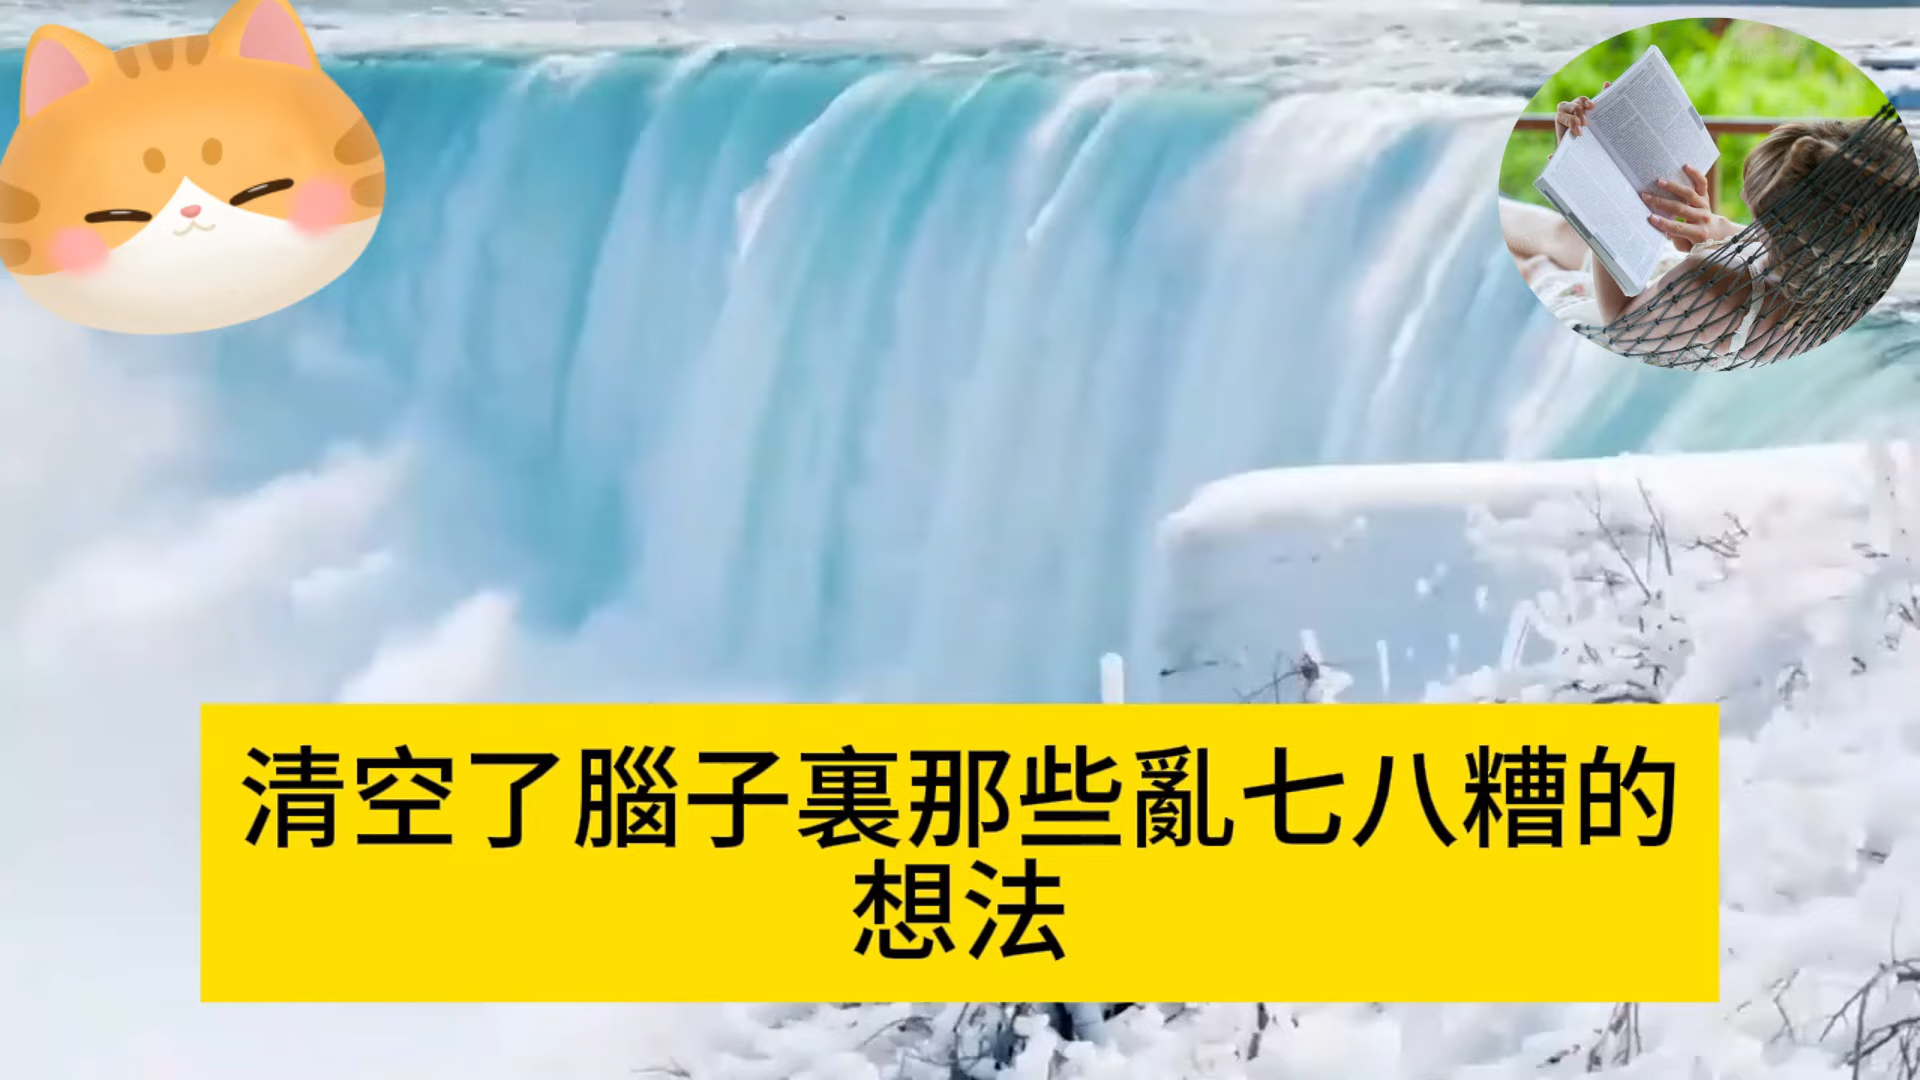 清空了腦子裏那些亂七八糟的
想法